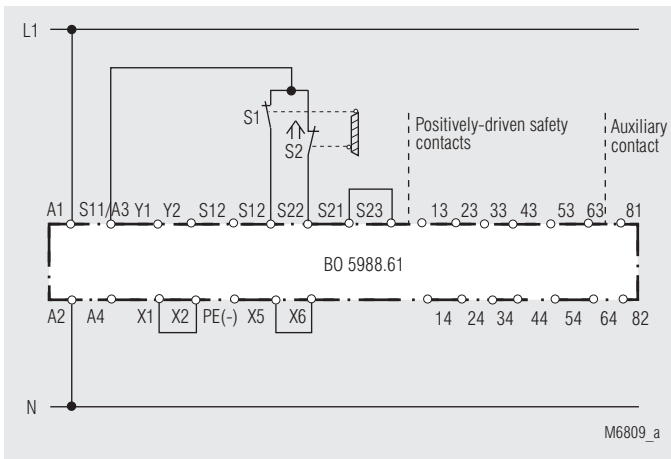 L1
S1
S2
Positively-driven safety
contacts
Auxiliary
contact
A1 S11/A3 Y1 Y2 S12 S12 S22 S21 S23 13 23 33 43 53 63 81
BO 5988.61
A2 A4 X1 X2 PE(-) X5 X6 14 24 34 44 54 64 82
N
M6809_a